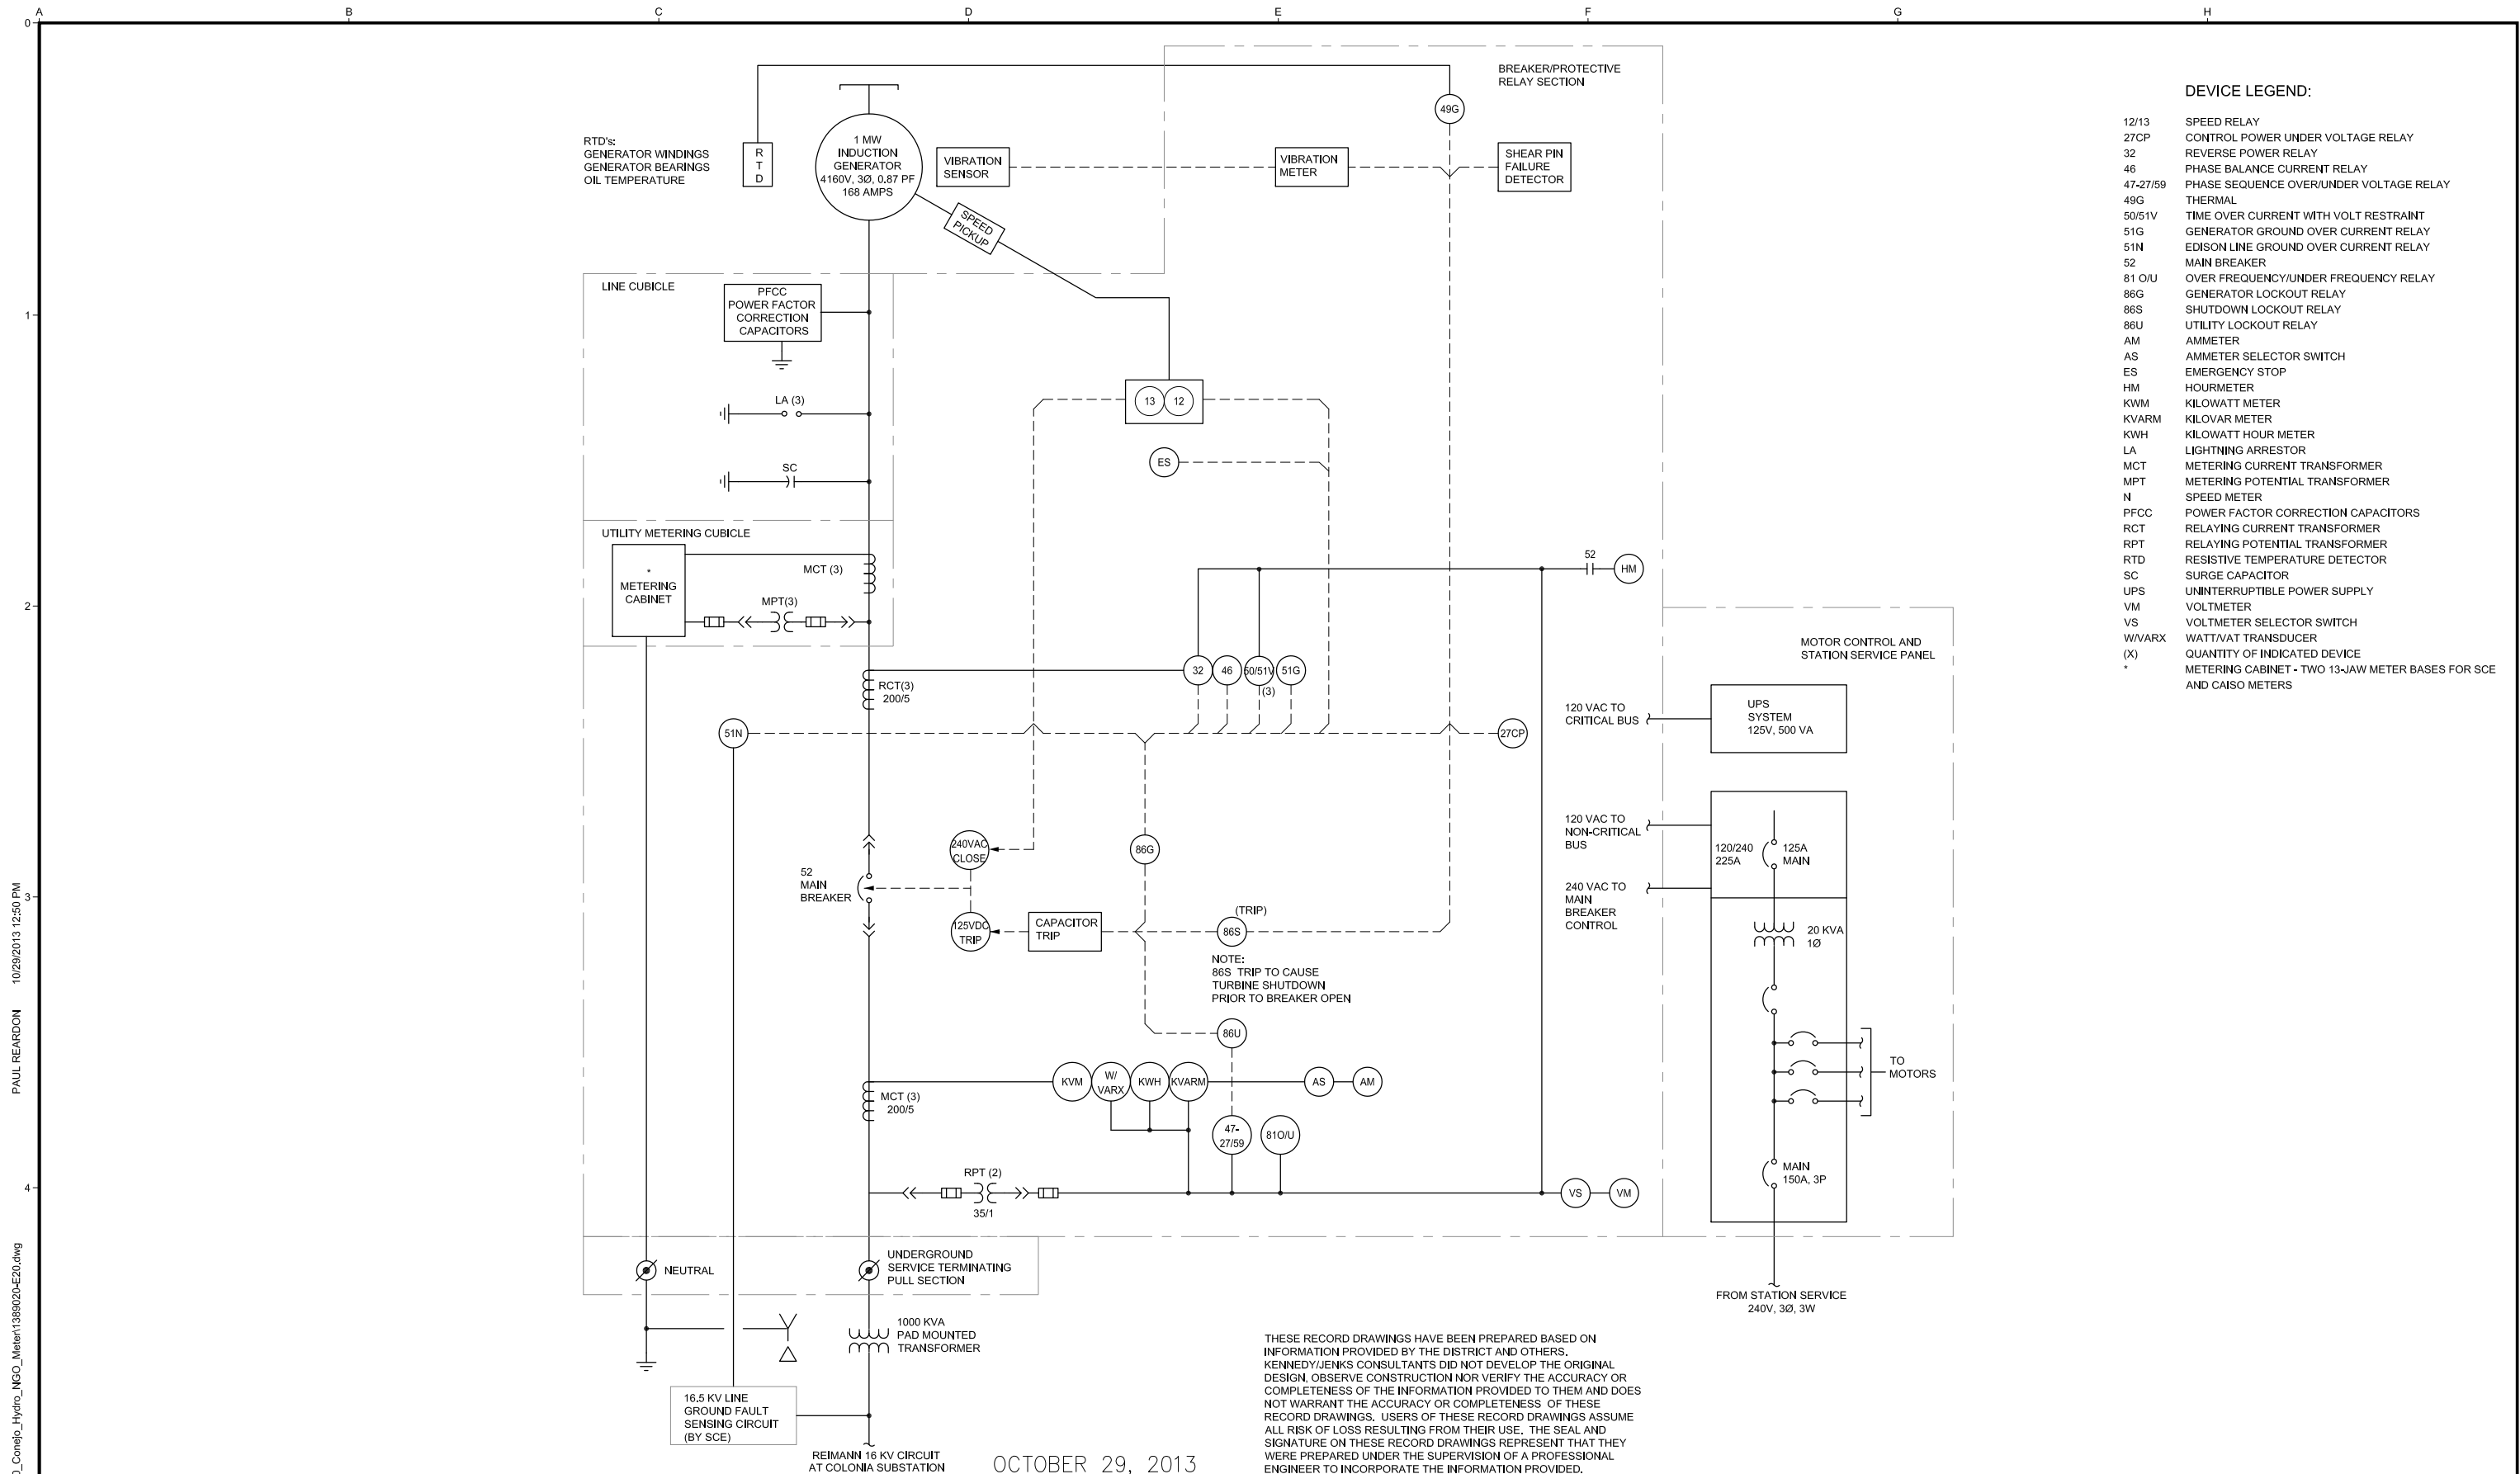 A B C D E F G H
0
1
2
3
4
BREAKER/PROTECTIVE
RELAY SECTION
49G
RTD's:
GENERATOR WINDINGS
GENERATOR BEARINGS
OIL TEMPERATURE
R
T
D
1 MW
INDUCTION
GENERATOR
4160V, 3Ø, 0.87 PF
168 AMPS
VIBRATION
SENSOR
VIBRATION
METER
SHEAR PIN
FAILURE
DETECTOR
SPEED
PICKUP
LINE CUBICLE
PFCC
POWER FACTOR
CORRECTION
CAPACITORS
LA (3)
SC
13 12
ES
UTILITY METERING CUBICLE
*
METERING
CABINET
MCT (3)
MPT(3)
52
HM
RCT(3)
200/5
32 46 50/51V 51G
(3)
51N
27CP
240VAC
CLOSE
86G
52
MAIN
BREAKER
125VDC
TRIP
CAPACITOR
TRIP
(TRIP)
86S
NOTE:
86S TRIP TO CAUSE
TURBINE SHUTDOWN
PRIOR TO BREAKER OPEN
86U
MCT (3)
200/5
KVM
W/
VARX
KWH
KVARM
AS
AM
47-
27/59
81O/U
RPT (2)
35/1
VS
VM
NEUTRAL
UNDERGROUND
SERVICE TERMINATING
PULL SECTION
1000 KVA
PAD MOUNTED
TRANSFORMER
16.5 KV LINE
GROUND FAULT
SENSING CIRCUIT
(BY SCE)
REIMANN 16 KV CIRCUIT
AT COLONIA SUBSTATION
MOTOR CONTROL AND
STATION SERVICE PANEL
120 VAC TO
CRITICAL BUS
UPS
SYSTEM
125V, 500 VA
120 VAC TO
NON-CRITICAL
BUS
120/240
225A
125A
MAIN
240 VAC TO
MAIN
BREAKER
CONTROL
20 KVA
1Ø
TO
MOTORS
MAIN
150A, 3P
FROM STATION SERVICE
240V, 3Ø, 3W
DEVICE LEGEND:
12/13 SPEED RELAY
27CP CONTROL POWER UNDER VOLTAGE RELAY
32 REVERSE POWER RELAY
46 PHASE BALANCE CURRENT RELAY
47-27/59 PHASE SEQUENCE OVER/UNDER VOLTAGE RELAY
49G THERMAL
50/51V TIME OVER CURRENT WITH VOLT RESTRAINT
51G GENERATOR GROUND OVER CURRENT RELAY
51N EDISON LINE GROUND OVER CURRENT RELAY
52 MAIN BREAKER
81 O/U OVER FREQUENCY/UNDER FREQUENCY RELAY
86G GENERATOR LOCKOUT RELAY
86S SHUTDOWN LOCKOUT RELAY
86U UTILITY LOCKOUT RELAY
AM AMMETER
AS AMMETER SELECTOR SWITCH
ES EMERGENCY STOP
HM HOURMETER
KWM KILOWATT METER
KVARM KILOVAR METER
KWH KILOWATT HOUR METER
LA LIGHTNING ARRESTOR
MCT METERING CURRENT TRANSFORMER
MPT METERING POTENTIAL TRANSFORMER
N SPEED METER
PFCC POWER FACTOR CORRECTION CAPACITORS
RCT RELAYING CURRENT TRANSFORMER
RPT RELAYING POTENTIAL TRANSFORMER
RTD RESISTIVE TEMPERATURE DETECTOR
SC SURGE CAPACITOR
UPS UNINTERRUPTIBLE POWER SUPPLY
VM VOLTMETER
VS VOLTMETER SELECTOR SWITCH
W/VARX WATT/VAT TRANSDUCER
(X) QUANTITY OF INDICATED DEVICE
* METERING CABINET - TWO 13-JAW METER BASES FOR SCE
AND CAISO METERS
THESE RECORD DRAWINGS HAVE BEEN PREPARED BASED ON
INFORMATION PROVIDED BY THE DISTRICT AND OTHERS.
KENNEDY/JENKS CONSULTANTS DID NOT DEVELOP THE ORIGINAL
DESIGN, OBSERVE CONSTRUCTION NOR VERIFY THE ACCURACY OR
COMPLETENESS OF THE INFORMATION PROVIDED TO THEM AND DOES
NOT WARRANT THE ACCURACY OR COMPLETENESS OF THESE
RECORD DRAWINGS. USERS OF THESE RECORD DRAWINGS ASSUME
ALL RISK OF LOSS RESULTING FROM THEIR USE. THE SEAL AND
SIGNATURE ON THESE RECORD DRAWINGS REPRESENT THAT THEY
WERE PREPARED UNDER THE SUPERVISION OF A PROFESSIONAL
ENGINEER TO INCORPORATE THE INFORMATION PROVIDED.
OCTOBER 29, 2013
_Conejo_Hydro_NGO_Meter\1389020-E20.dwg PAUL REARDON 10/29/2013 12:50 PM